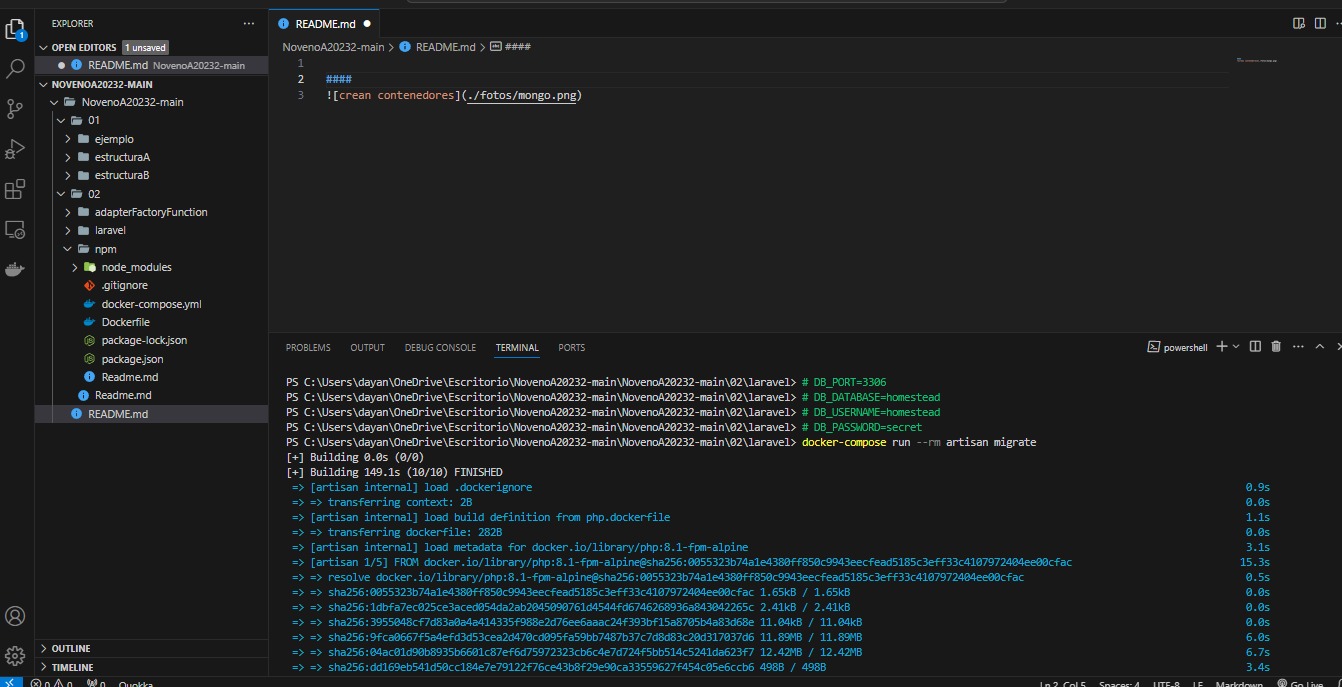 EXPLORER
OPEN EDITORS 1 unsaved
README.md NovenoA20232-main
NOVENOA20232-MAIN
NovenoA20232-main
01
ejemplo
estructuraA
estructuraB
02
adapterFactoryFunction
laravel
npm
node_modules
.gitignore
docker-compose.yml
Dockerfile
package-lock.json
package.json
Readme.md
Readme.md
README.md
OUTLINE
TIMELINE
1
README.md
NovenoA20232-main > README.md > ####
1
2 ####
3 ![crean contenedores](./fotos/mongo.png)
PROBLEMS OUTPUT DEBUG CONSOLE TERMINAL PORTS
powershell
PS C:\Users\dayan\OneDrive\Escritorio\NovenoA20232-main\NovenoA20232-main\02\laravel> # DB_PORT=3306
PS C:\Users\dayan\OneDrive\Escritorio\NovenoA20232-main\NovenoA20232-main\02\laravel> # DB_DATABASE=homestead
PS C:\Users\dayan\OneDrive\Escritorio\NovenoA20232-main\NovenoA20232-main\02\laravel> # DB_USERNAME=homestead
PS C:\Users\dayan\OneDrive\Escritorio\NovenoA20232-main\NovenoA20232-main\02\laravel> # DB_PASSWORD=secret
PS C:\Users\dayan\OneDrive\Escritorio\NovenoA20232-main\NovenoA20232-main\02\laravel> docker-compose run --rm artisan migrate
[+] Building 0.0s (0/0)
[+] Building 149.1s (10/10) FINISHED
=> [artisan internal] load .dockerignore 0.9s
=> => transferring context: 2B 0.0s
=> [artisan internal] load build definition from php.dockerfile 1.1s
=> => transferring dockerfile: 282B 0.0s
=> [artisan internal] load metadata for docker.io/library/php:8.1-fpm-alpine 3.1s
=> [artisan 1/5] FROM docker.io/library/php:8.1-fpm-alpine@sha256:0055323b74a1e4380ff850c9943eecfead5185c3eff33c4107972404ee00cfac 15.3s
=> => resolve docker.io/library/php:8.1-fpm-alpine@sha256:0055323b74a1e4380ff850c9943eecfead5185c3eff33c4107972404ee00cfac 0.5s
=> => sha256:0055323b74a1e4380ff850c9943eecfead5185c3eff33c4107972404ee00cfac 1.65kB / 1.65kB 0.0s
=> => sha256:1dbfa7ec025ce3aced054da2ab2045090761d4544fd6746268936a843042265c 2.41kB / 2.41kB 0.0s
=> => sha256:3955048cf7d83a0a4a414335f988e2d76ee6aaac24f393bf15a8705b4a83d68e 11.04kB / 11.04kB 0.0s
=> => sha256:9fca0667f5a4efd3d53cea2d470cd095fa59bb7487b37c7d8d83c20d317037d6 11.89MB / 11.89MB 6.0s
=> => sha256:04ac01d90b8935b6601c87ef6d75972323cb6c4e7d724f5bb514c5241da623f7 12.42MB / 12.42MB 6.7s
=> => sha256:dd169eb541d50cc184e7e79122f76ce43b8f29e90ca33559627f454c05e6ccb6 498B / 498B 3.4s
0 0 0 Quokka Ln 2, Col 5 Spaces: 4 UTF-8 LF Markdown Go Live